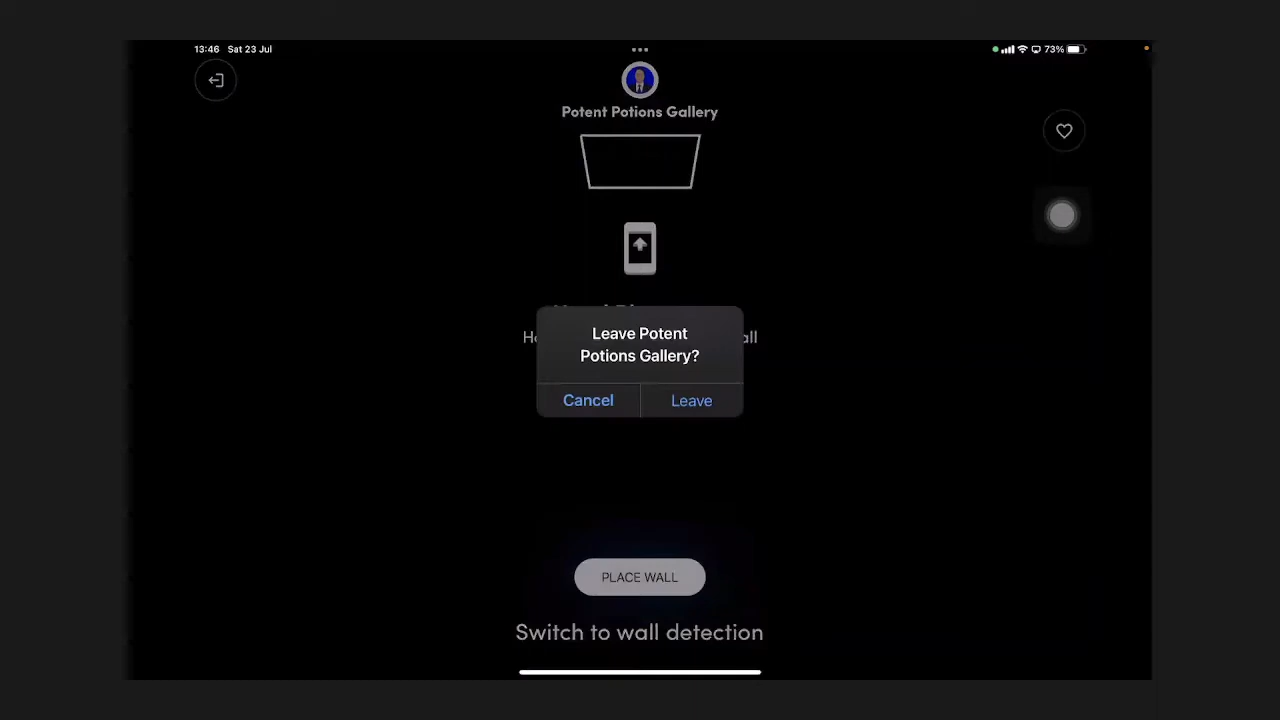 13:46 Sat 23 Jul
73%
Potent Potions Gallery
Leave Potent
Potions Gallery?
Cancel
Leave
PLACE WALL
Switch to wall detection